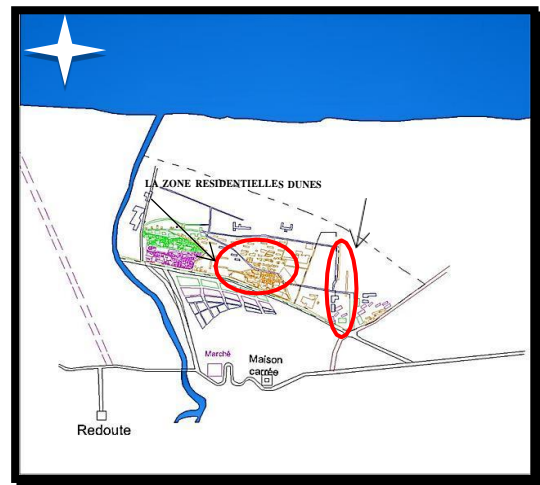 LA ZONE RESIDENTIELLES DUNES
Marché
Maison
carrée
Redoute